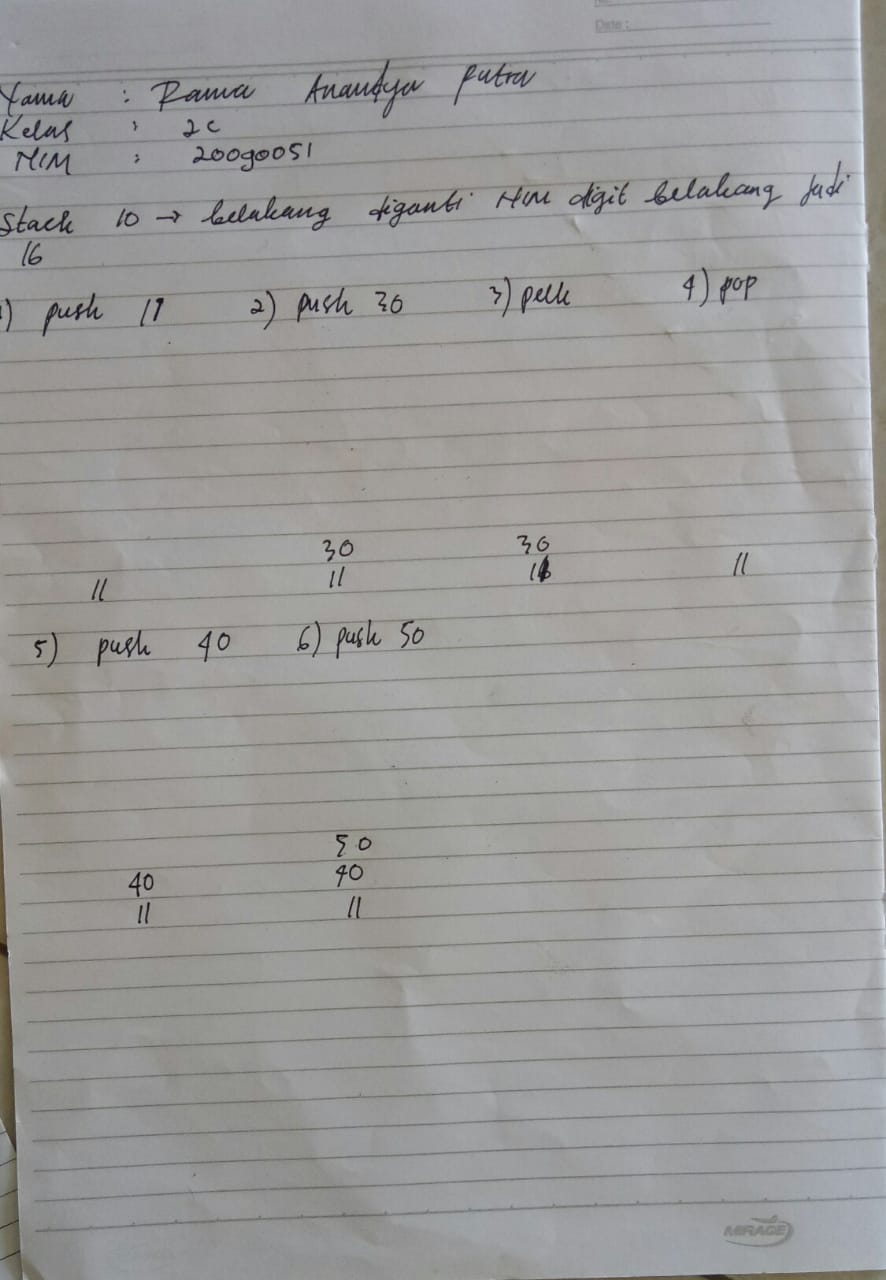 Date :
Nama : Rama Anandya Putra
Kelas : 2C
NIM : 20090051
Stack 10 → belakang diganti NIM digit belakang jadi
16
1) push 11 2) push 30 3) peek 4) pop
30 30
11 11 11
5) push 40 6) push 50
50
40 40
11 11
MIRAGE